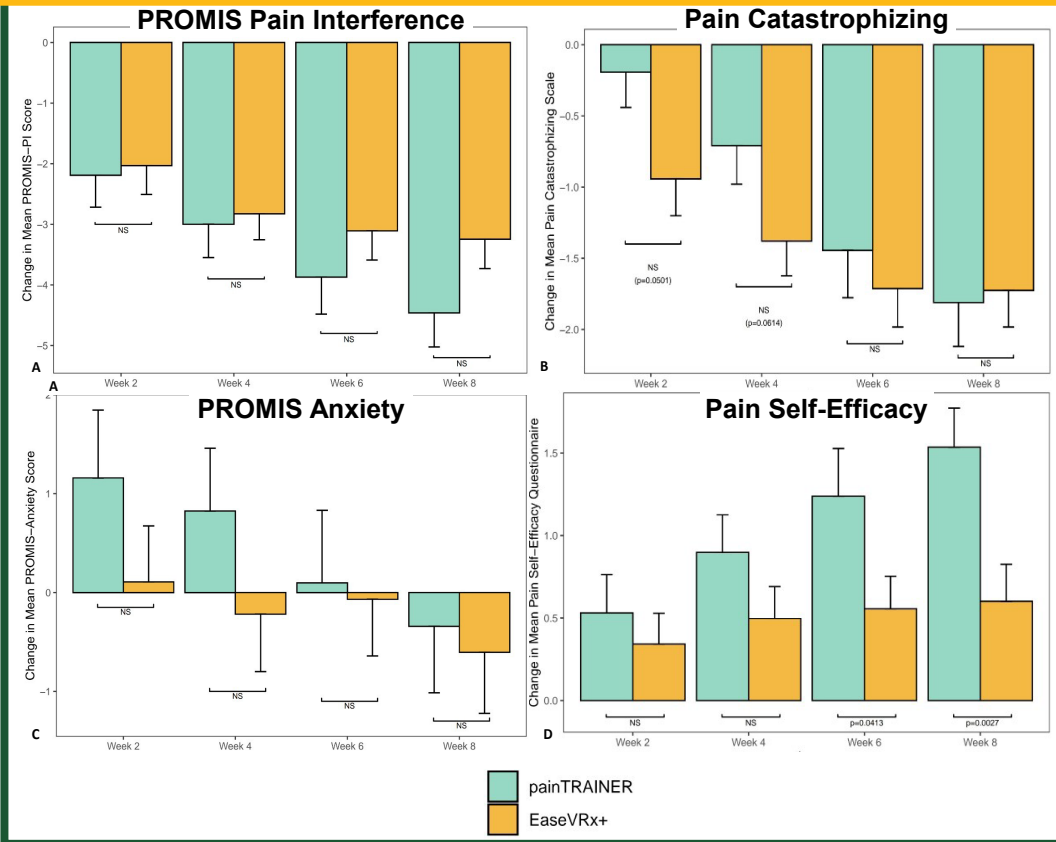 PROMIS Pain Interference
Change in Mean PROMIS–PI Score
0
−1
−2
−3
−4
−5
NS
NS
NS
NS
A
A
Week 2
Week 4
Week 6
Week 8
Pain Catastrophizing
Change in Mean Pain Catastrophizing Scale
0.0
−0.5
−1.0
−1.5
−2.0
NS
(p=0.0501)
NS
(p=0.0614)
NS
NS
B
Week 2
Week 4
Week 6
Week 8
PROMIS Anxiety
Change in Mean PROMIS–Anxiety Score
2
1
0
−1
NS
NS
NS
NS
C
Week 2
Week 4
Week 6
Week 8
Pain Self-Efficacy
Change in Mean Pain Self–Efficacy Questionnaire
1.5
1.0
0.5
0.0
NS
NS
p=0.0413
p=0.0027
D
Week 2
Week 4
Week 6
Week 8
painTRAINER
EaseVRx+